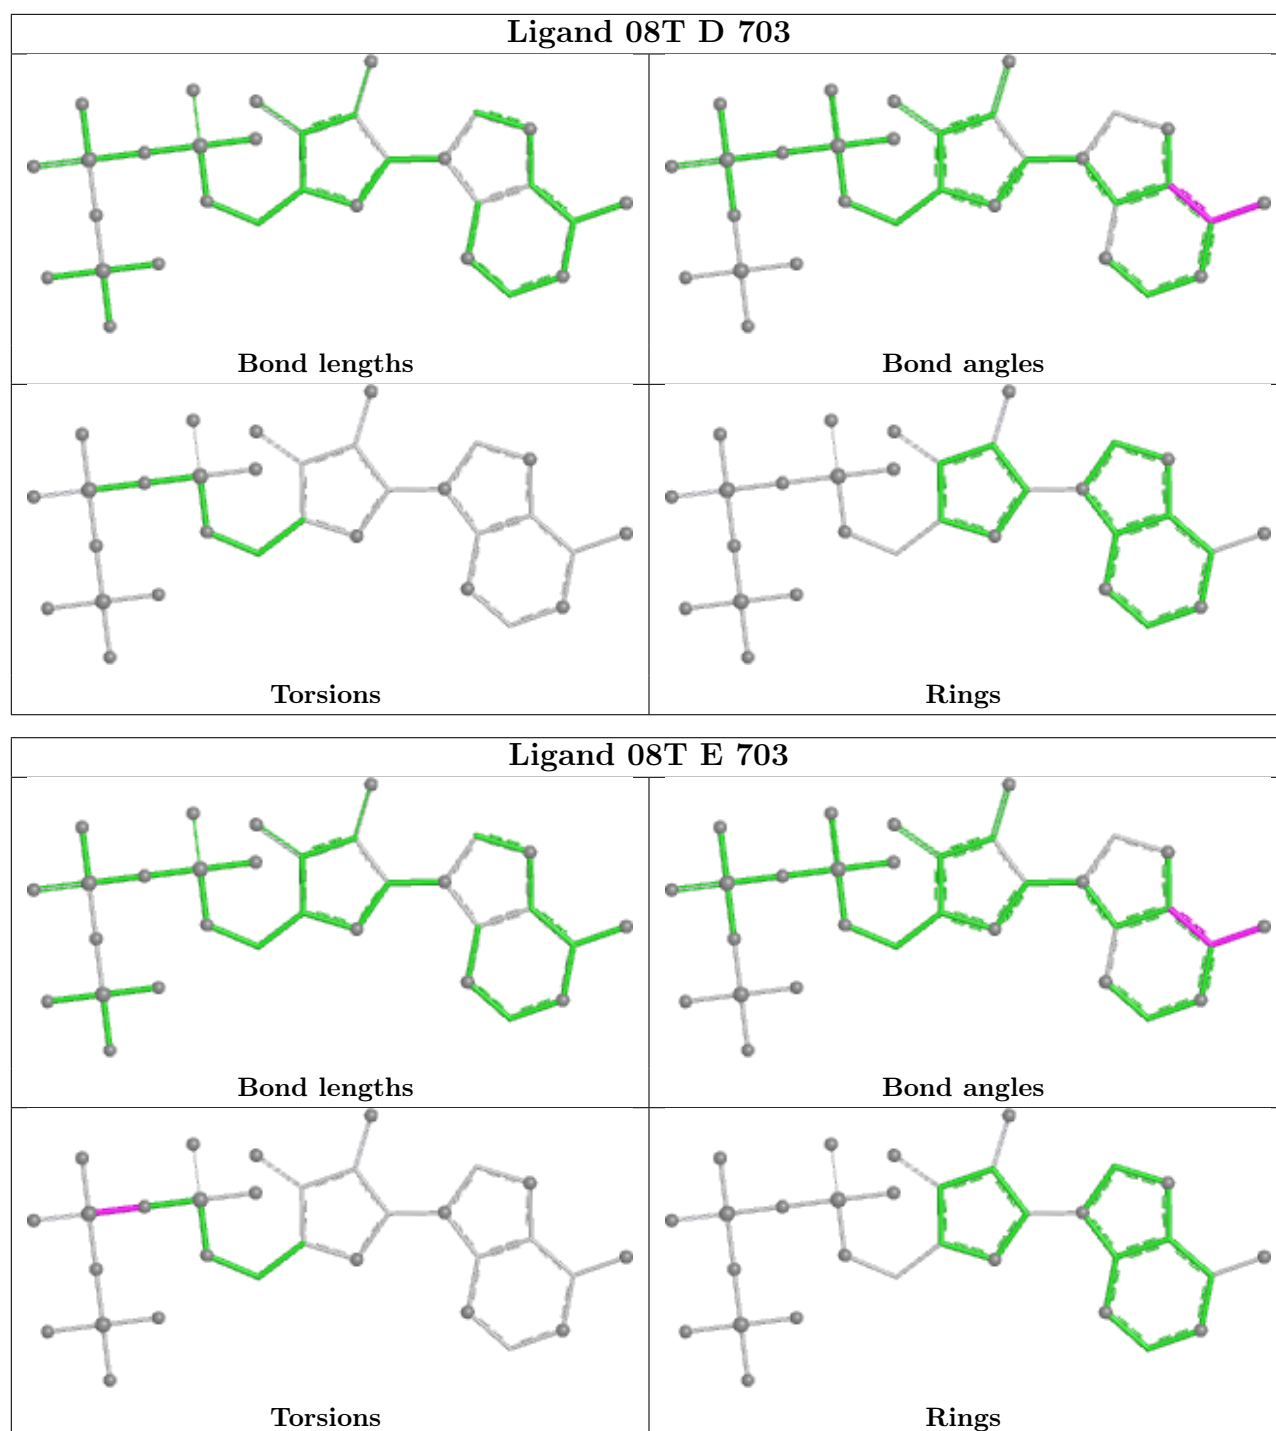 Ligand 08T D 703
Bond lengths
Bond angles
Torsions
Rings
Ligand 08T E 703
Bond lengths
Bond angles
Torsions
Rings